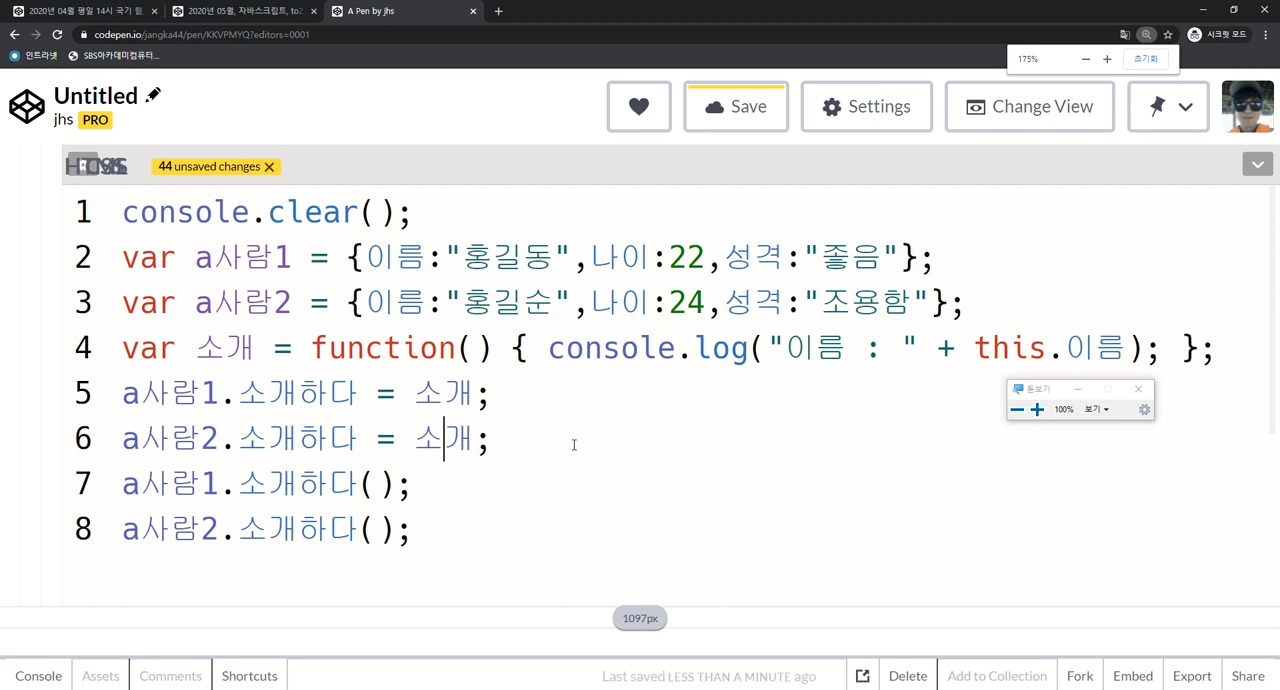 2020년 04월 평일 14시 국기 웹,
2020년 05월, 자바스크립트, to2
A Pen by jhs
codepen.io/jangka44/pen/KKVPMYQ?editors=0001
시크릿 모드
인트라넷
SBS아카데미컴퓨터...
175%
초기화
Untitled
jhs PRO
Save
Settings
Change View
44 unsaved changes
1 console.clear();
2 var a사람1 = {이름:"홍길동",나이:22,성격:"좋음"};
3 var a사람2 = {이름:"홍길순",나이:24,성격:"조용함"};
4 var 소개 = function() { console.log("이름 : " + this.이름); };
5 a사람1.소개하다 = 소개;
6 a사람2.소개하다 = 소개;
7 a사람1.소개하다();
8 a사람2.소개하다();
돋보기
100% 보기
1097px
Console Assets Comments Shortcuts Last saved LESS THAN A MINUTE ago Delete Add to Collection Fork Embed Export Share